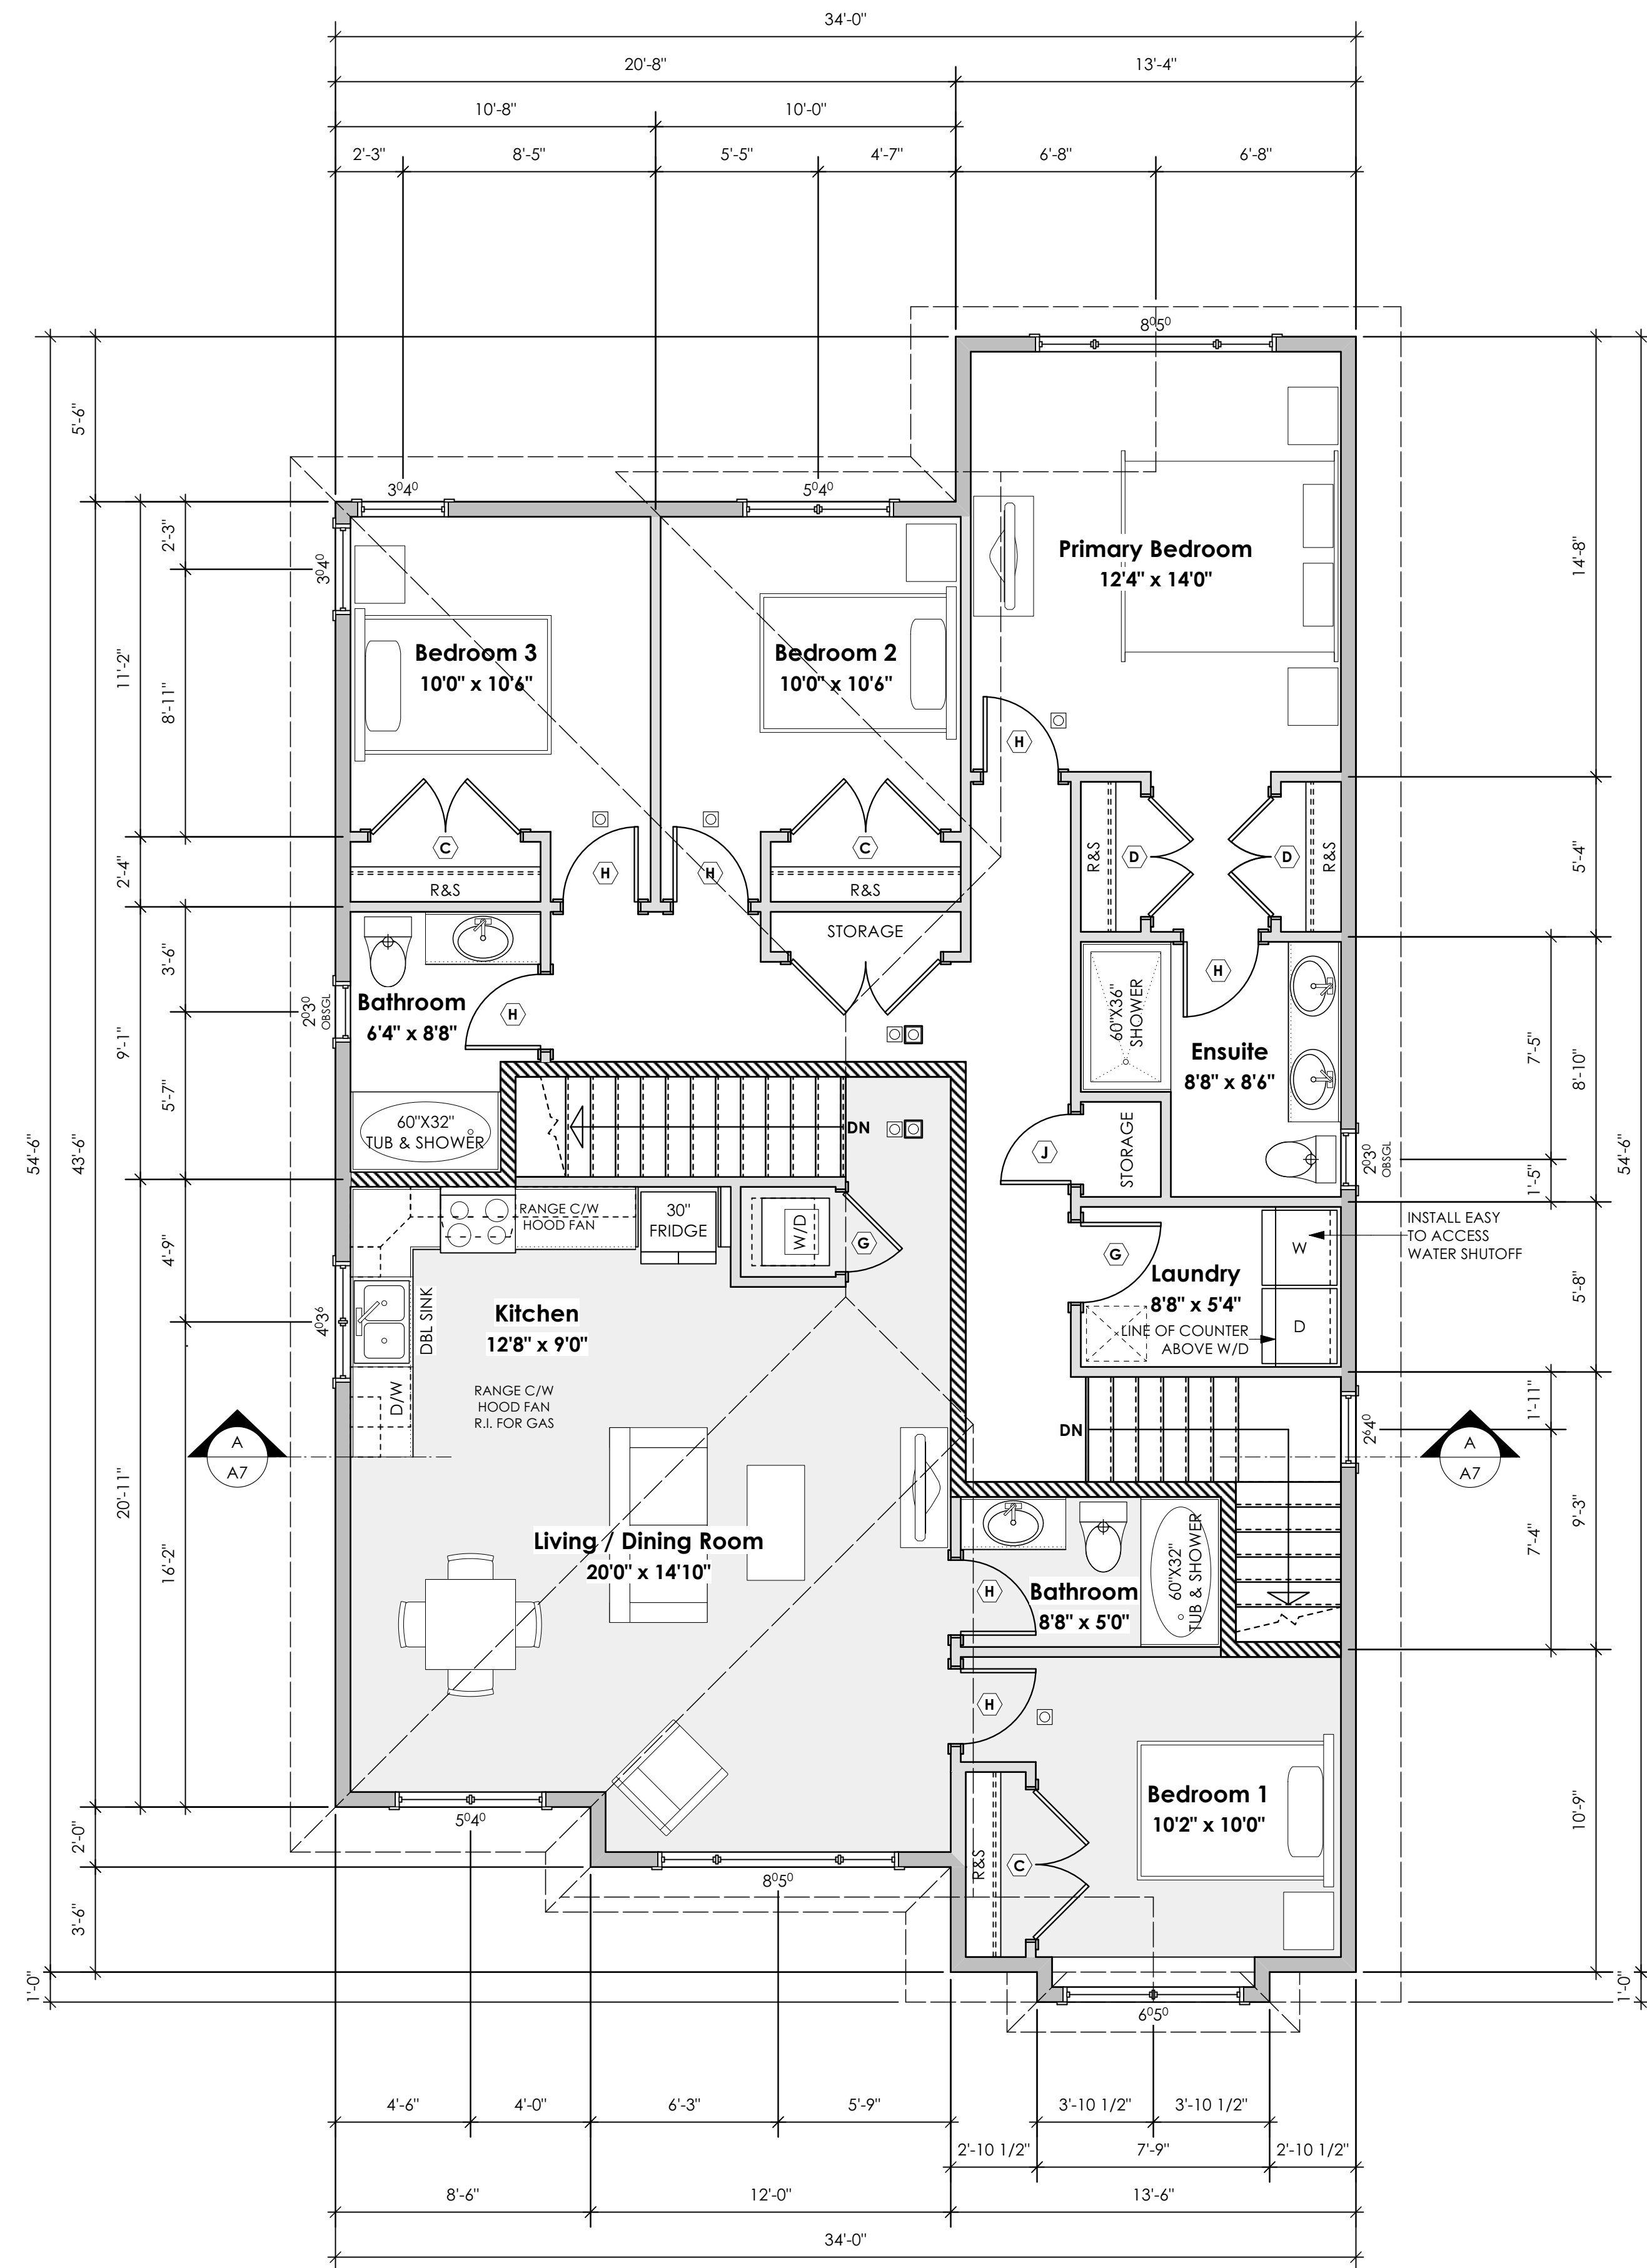 34'-0"
20'-8" 13'-4"
10'-8" 10'-0"
2'-3" 8'-5" 5'-5" 4'-7" 6'-8" 6'-8"
8⁰5⁰
3⁰4⁰ 5⁰4⁰
5'-6"
54'-6"
43'-6"
2'-3"
11'-2"
8'-11"
2'-4"
3'-6"
9'-1"
5'-7"
4'-9"
20'-11"
16'-2"
2'-0"
3'-6"
1'-0"
3⁰4⁰
2⁰3⁰
OBSGL
4⁰3⁶
Primary Bedroom
12'4" x 14'0"
Bedroom 3
10'0" x 10'6"
Bedroom 2
10'0" x 10'6"
H
C C
R&S R&S
H H
D D
R&S R&S
STORAGE
Bathroom
6'4" x 8'8"
H
60"X32"
TUB & SHOWER
DN
H
60"X36"
SHOWER
Ensuite
8'8" x 8'6"
J
STORAGE
2⁰3⁰
OBSGL
RANGE C/W
HOOD FAN
30"
FRIDGE
W/D
G
G
Laundry
8'8" x 5'4"
W
D
LINE OF COUNTER
ABOVE W/D
INSTALL EASY
TO ACCESS
WATER SHUTOFF
Kitchen
12'8" x 9'0"
DBL SINK
D/W
RANGE C/W
HOOD FAN
R.I. FOR GAS
A
A7
DN
2⁶4⁰
A
A7
Living / Dining Room
20'0" x 14'10"
H
Bathroom
8'8" x 5'0"
60"X32"
TUB & SHOWER
H
Bedroom 1
10'2" x 10'0"
C
R&S
5⁰4⁰
8⁰5⁰
6⁰5⁰
14'-8"
5'-4"
7'-5"
8'-10"
1'-5"
54'-6"
5'-8"
1'-11"
9'-3"
7'-4"
10'-9"
1'-0"
4'-6" 4'-0" 6'-3" 5'-9" 3'-10 1/2" 3'-10 1/2"
2'-10 1/2" 7'-9" 2'-10 1/2"
8'-6" 12'-0" 13'-6"
34'-0"